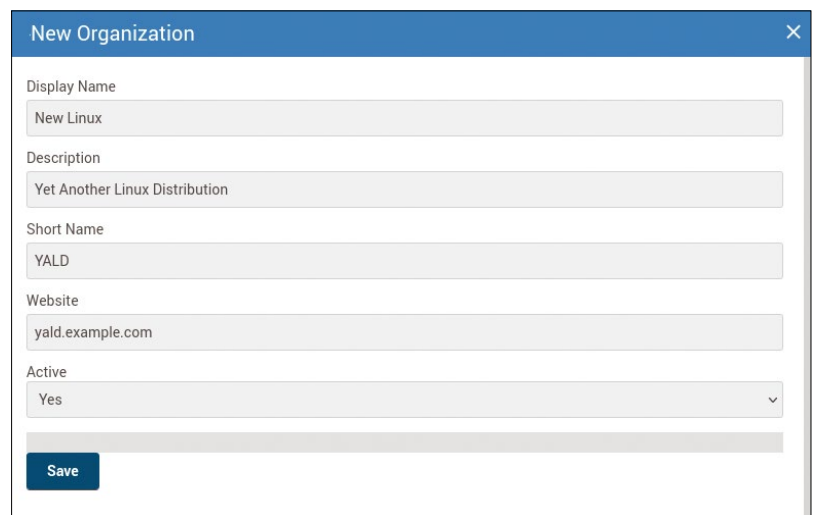 New Organization
Display Name
New Linux
Description
Yet Another Linux Distribution
Short Name
YALD
Website
yald.example.com
Active
Yes
Save